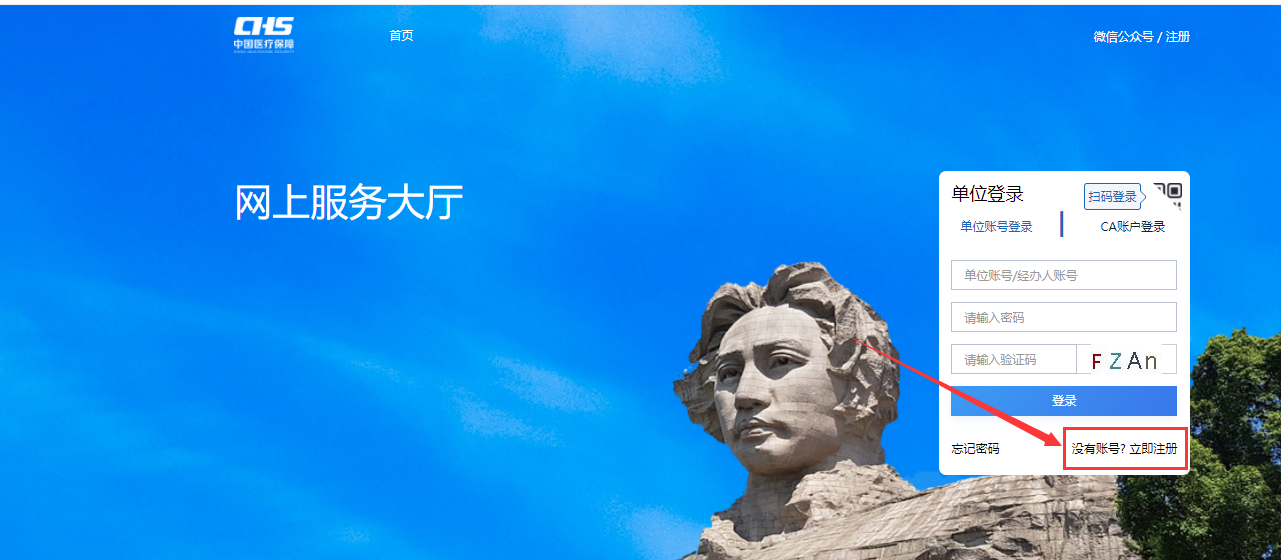 CHS
中国医疗保障
首页
微信公众号 / 注册
网上服务大厅
单位登录
扫码登录
单位账号登录
CA账户登录
单位账号/经办人账号
请输入密码
请输入验证码
F Z A n
登录
忘记密码
没有账号? 立即注册